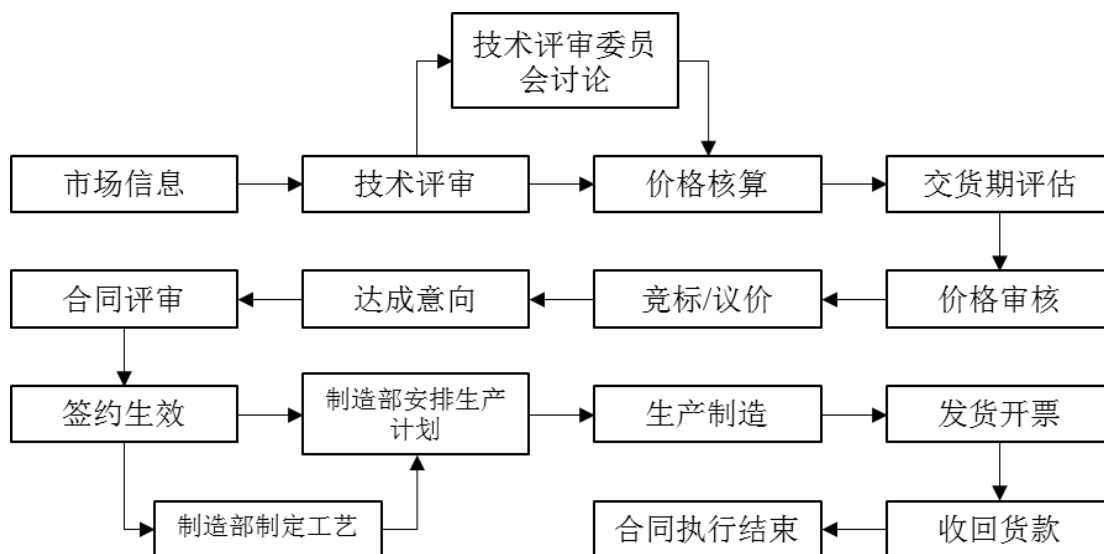 技术评审委员
会讨论
市场信息
技术评审
价格核算
交货期评估
合同评审
达成意向
竞标/议价
价格审核
签约生效
制造部安排生产
计划
生产制造
发货开票
制造部制定工艺
合同执行结束
收回货款